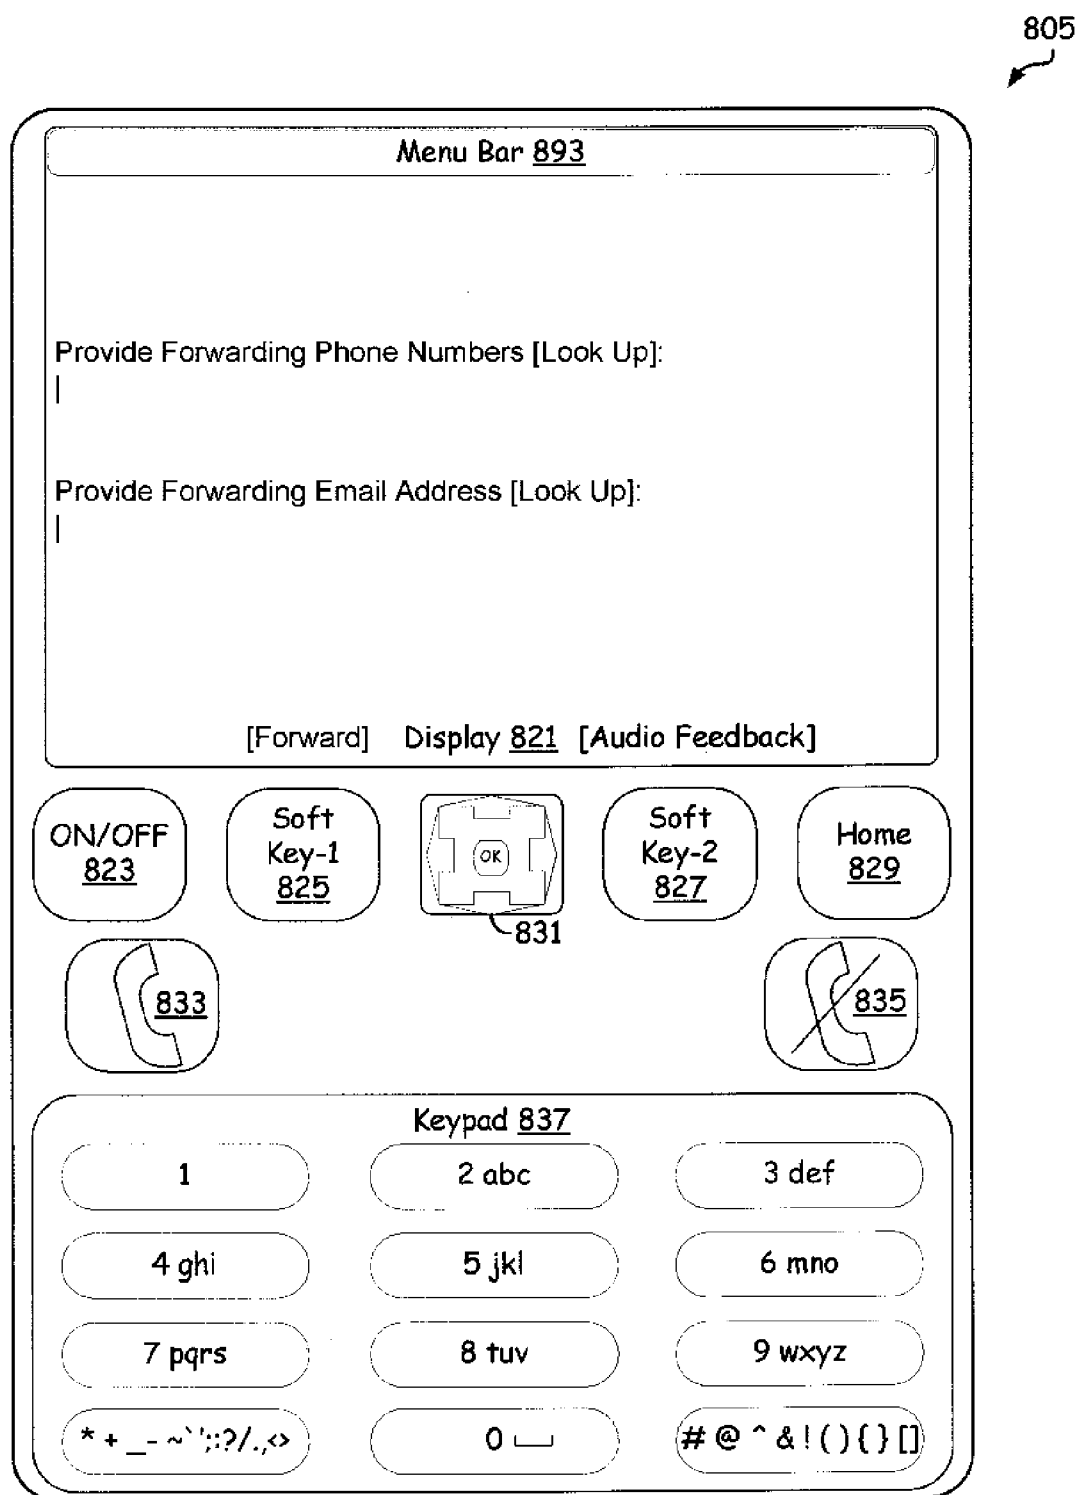 805
Menu Bar 893
Provide Forwarding Phone Numbers [Look Up]:
Provide Forwarding Email Address [Look Up]:
[Forward] Display 821 [Audio Feedback]
ON/OFF
823
Soft
Key-1
825
OK
831
Soft
Key-2
827
Home
829
833
835
Keypad 837
1
2 abc
3 def
4 ghi
5 jkl
6 mno
7 pqrs
8 tuv
9 wxyz
* + _ - ~ ` ' ; : ? / . , < >
0 ⎵
# @ ^ & ! ( ) { } [ ]